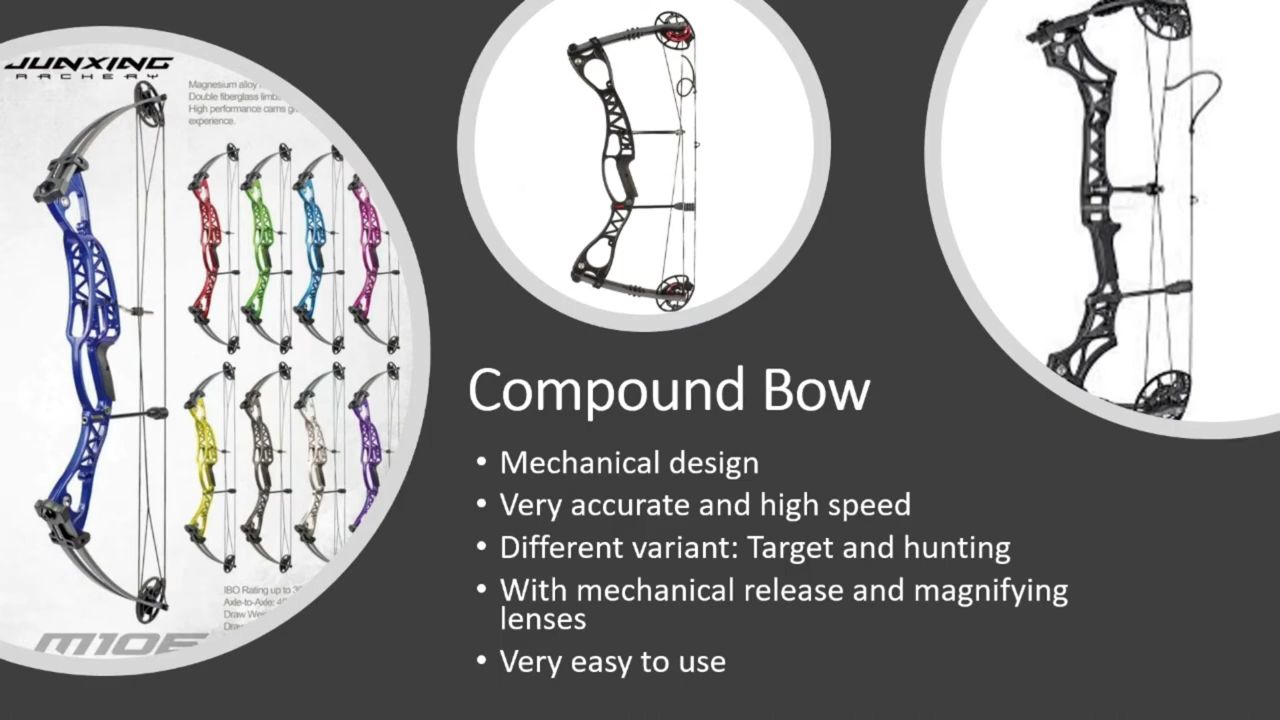 JUNXING
ARCHERY
Magnesium alloy
Double fiberglass limbs
High performance cams
experience.
Compound Bow
• Mechanical design
• Very accurate and high speed
• Different variant: Target and hunting
• With mechanical release and magnifying
lenses
• Very easy to use
IBO Rating up to
Axle-to-Axle:
Draw